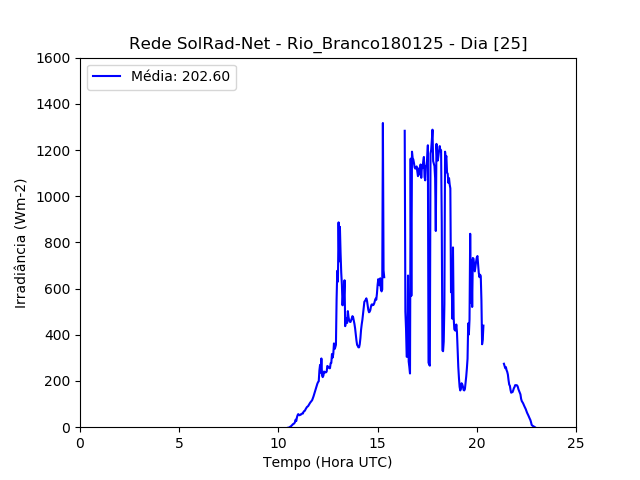 Rede SolRad-Net - Rio_Branco180125 - Dia [25]
Média: 202.60
Irradiância (Wm-2)
1600
1400
1200
1000
800
600
400
200
0
0 5 10 15 20 25
Tempo (Hora UTC)